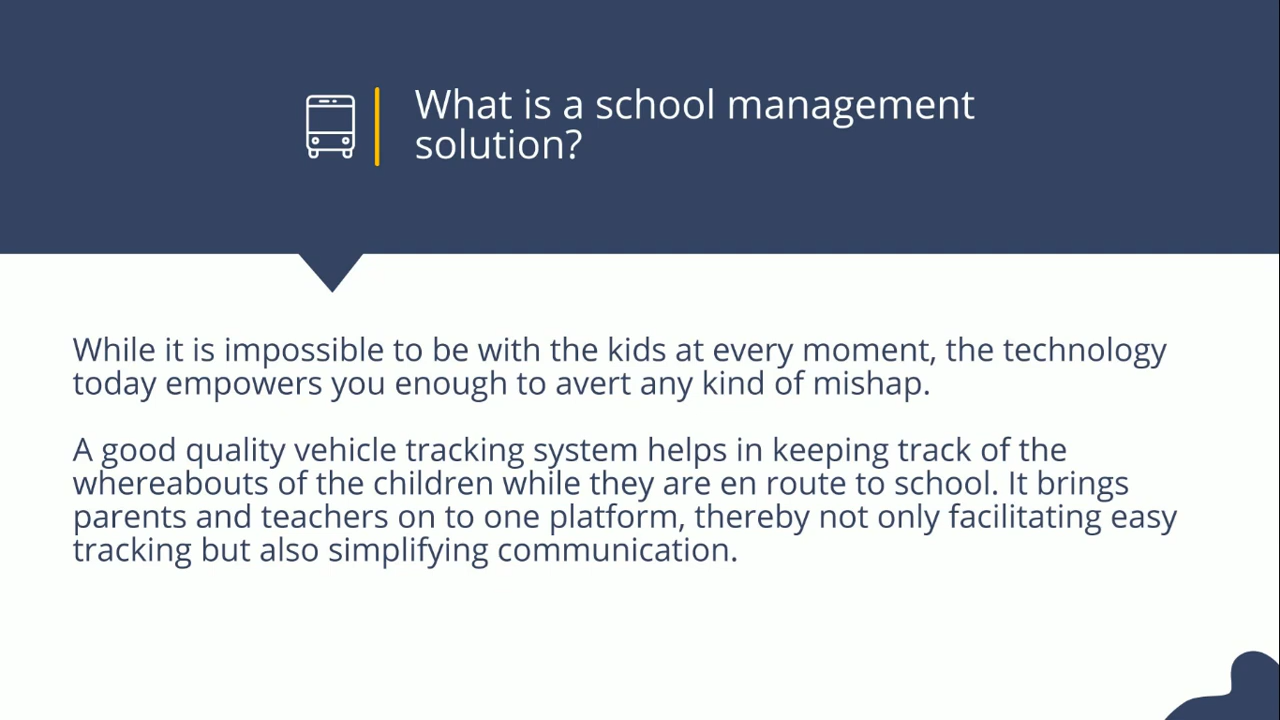 What is a school management
solution?
While it is impossible to be with the kids at every moment, the technology
today empowers you enough to avert any kind of mishap.
A good quality vehicle tracking system helps in keeping track of the
whereabouts of the children while they are en route to school. It brings
parents and teachers on to one platform, thereby not only facilitating easy
tracking but also simplifying communication.